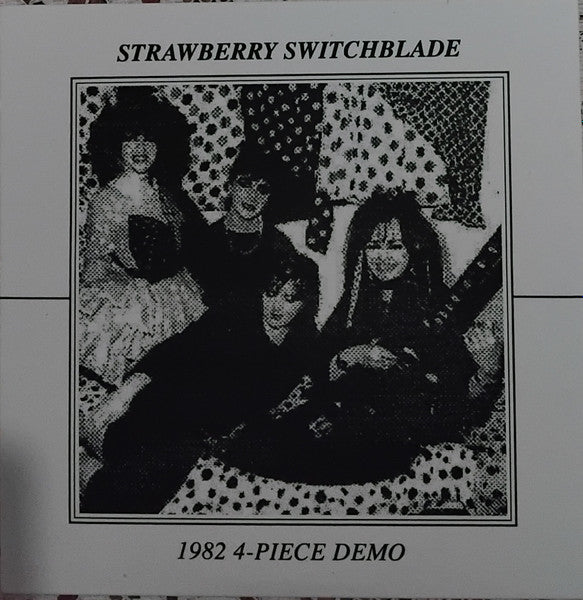 STRAWBERRY SWITCHBLADE
1982 4-PIECE DEMO